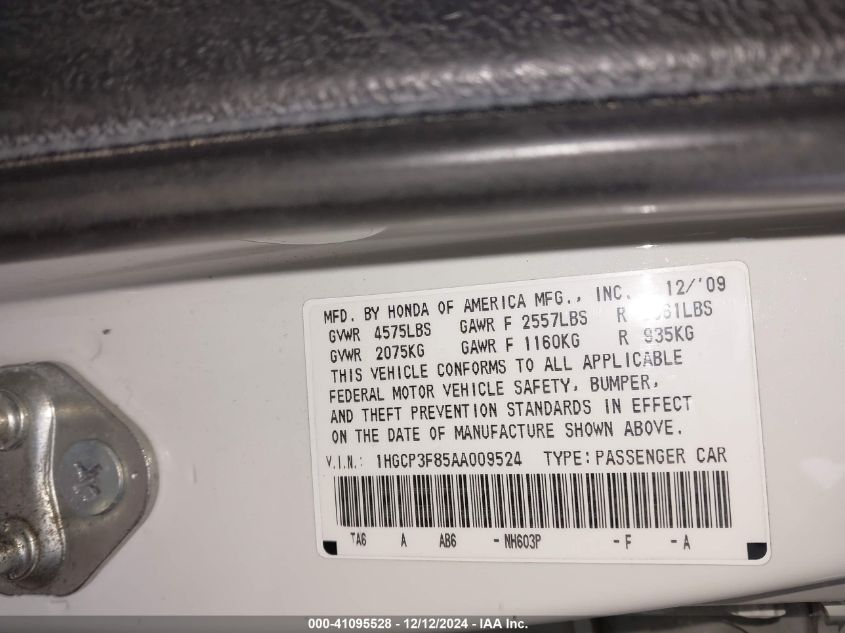 MFD. BY HONDA OF AMERICA MFG., INC. 12/'09
GVWR 4575LBS GAWR F 2557LBS R
GVWR 2075KG GAWR F 1160KG R 935KG
THIS VEHICLE CONFORMS TO ALL APPLICABLE
FEDERAL MOTOR VEHICLE SAFETY, BUMPER,
AND THEFT PREVENTION STANDARDS IN EFFECT
ON THE DATE OF MANUFACTURE SHOWN ABOVE.
V.I.N.: 1HGCP3F85AA009524 TYPE: PASSENGER CAR
TA6 A AB6 - NH603P - F - A
000-41095528 - 12/12/2024 - IAA Inc.